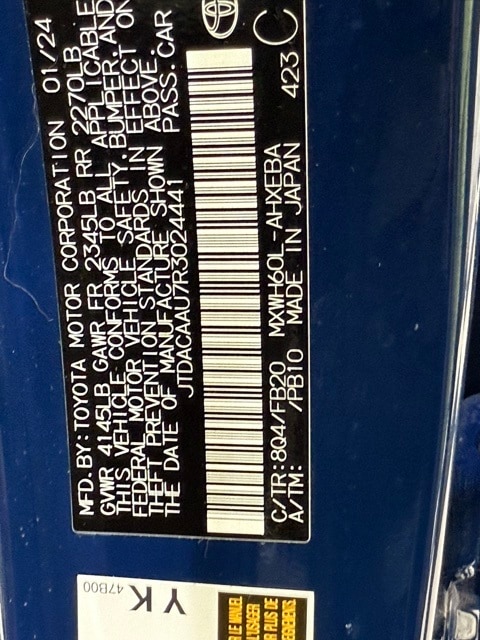 MFD.BY:TOYOTA MOTOR CORPORATION 01/24
GVWR 4145LB GAWR FR 2345LB RR 2270LB
THIS VEHICLE CONFORMS TO ALL APPLICABLE
FEDERAL MOTOR VEHICLE SAFETY,BUMPER,AND
THEFT PREVENTION STANDARDS IN EFFECT ON
THE DATE OF MANUFACTURE SHOWN ABOVE.
JTDACAAU7R3024441 PASS.CAR
C/TR:8Q4/FB20 MXWH60L-AHXEBA
A/TM: /PB10 MADE IN JAPAN 423 C
YK
47B00
LE MANUEL